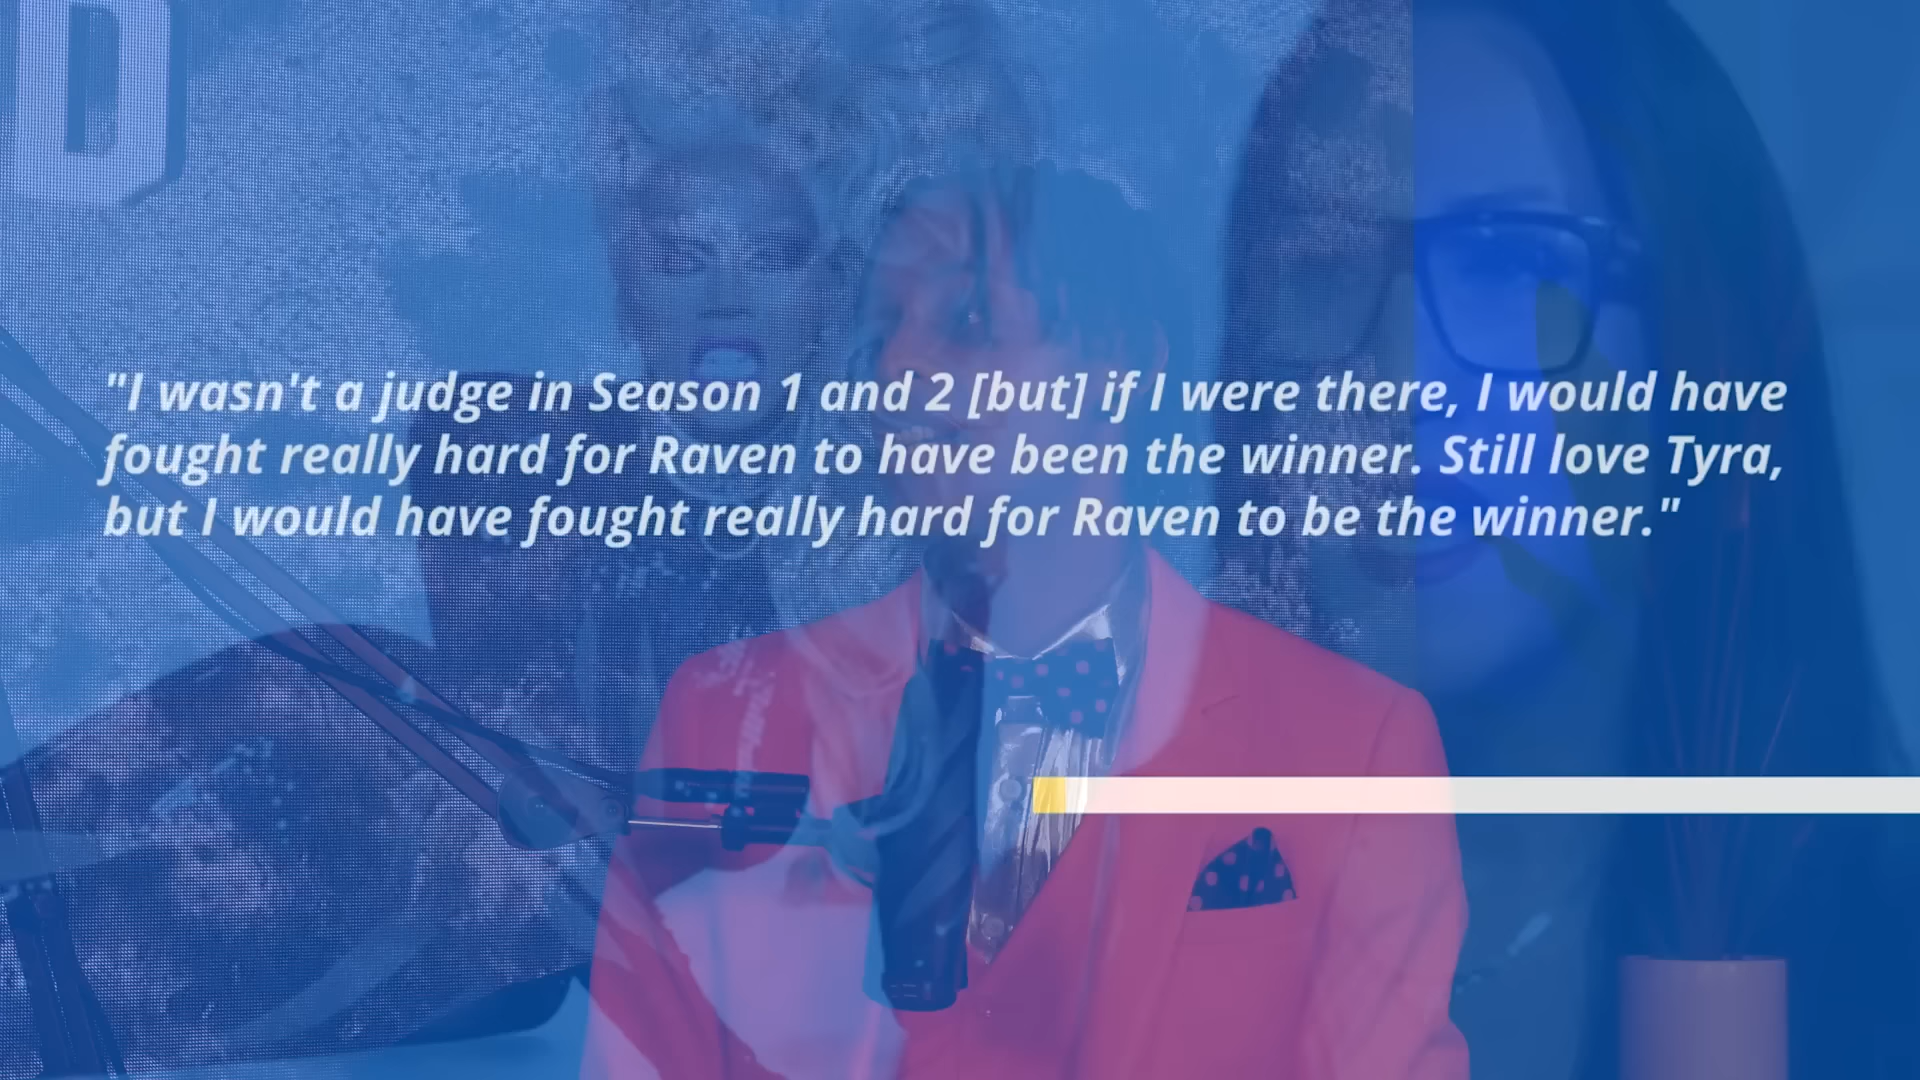 D
"I wasn't a judge in Season 1 and 2 [but] if I were there, I would have
fought really hard for Raven to have been the winner. Still love Tyra,
but I would have fought really hard for Raven to be the winner."